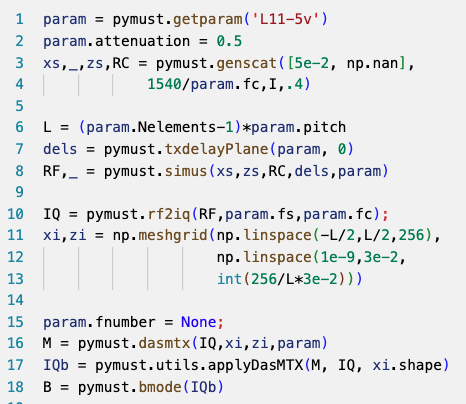 1 param = pymust.getparam('L11-5v')
2 param.attenuation = 0.5
3 xs,_,zs,RC = pymust.genscat([5e-2, np.nan],
4 1540/param.fc,I,.4)
5
6 L = (param.Nelements-1)*param.pitch
7 dels = pymust.txdelayPlane(param, 0)
8 RF,_ = pymust.simus(xs,zs,RC,dels,param)
9
10 IQ = pymust.rf2iq(RF,param.fs,param.fc);
11 xi,zi = np.meshgrid(np.linspace(-L/2,L/2,256),
12 np.linspace(1e-9,3e-2,
13 int(256/L*3e-2)))
14
15 param.fnumber = None;
16 M = pymust.dasmtx(IQ,xi,zi,param)
17 IQb = pymust.utils.applyDasMTX(M, IQ, xi.shape)
18 B = pymust.bmode(IQb)